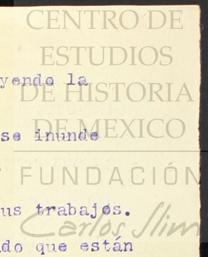 CENTRO DE
ESTUDIOS
yendo la
DE HISTORIA
se inunde
DE MEXICO
FUNDACIÓN
us trabajos.
Carlos Slim
do que están